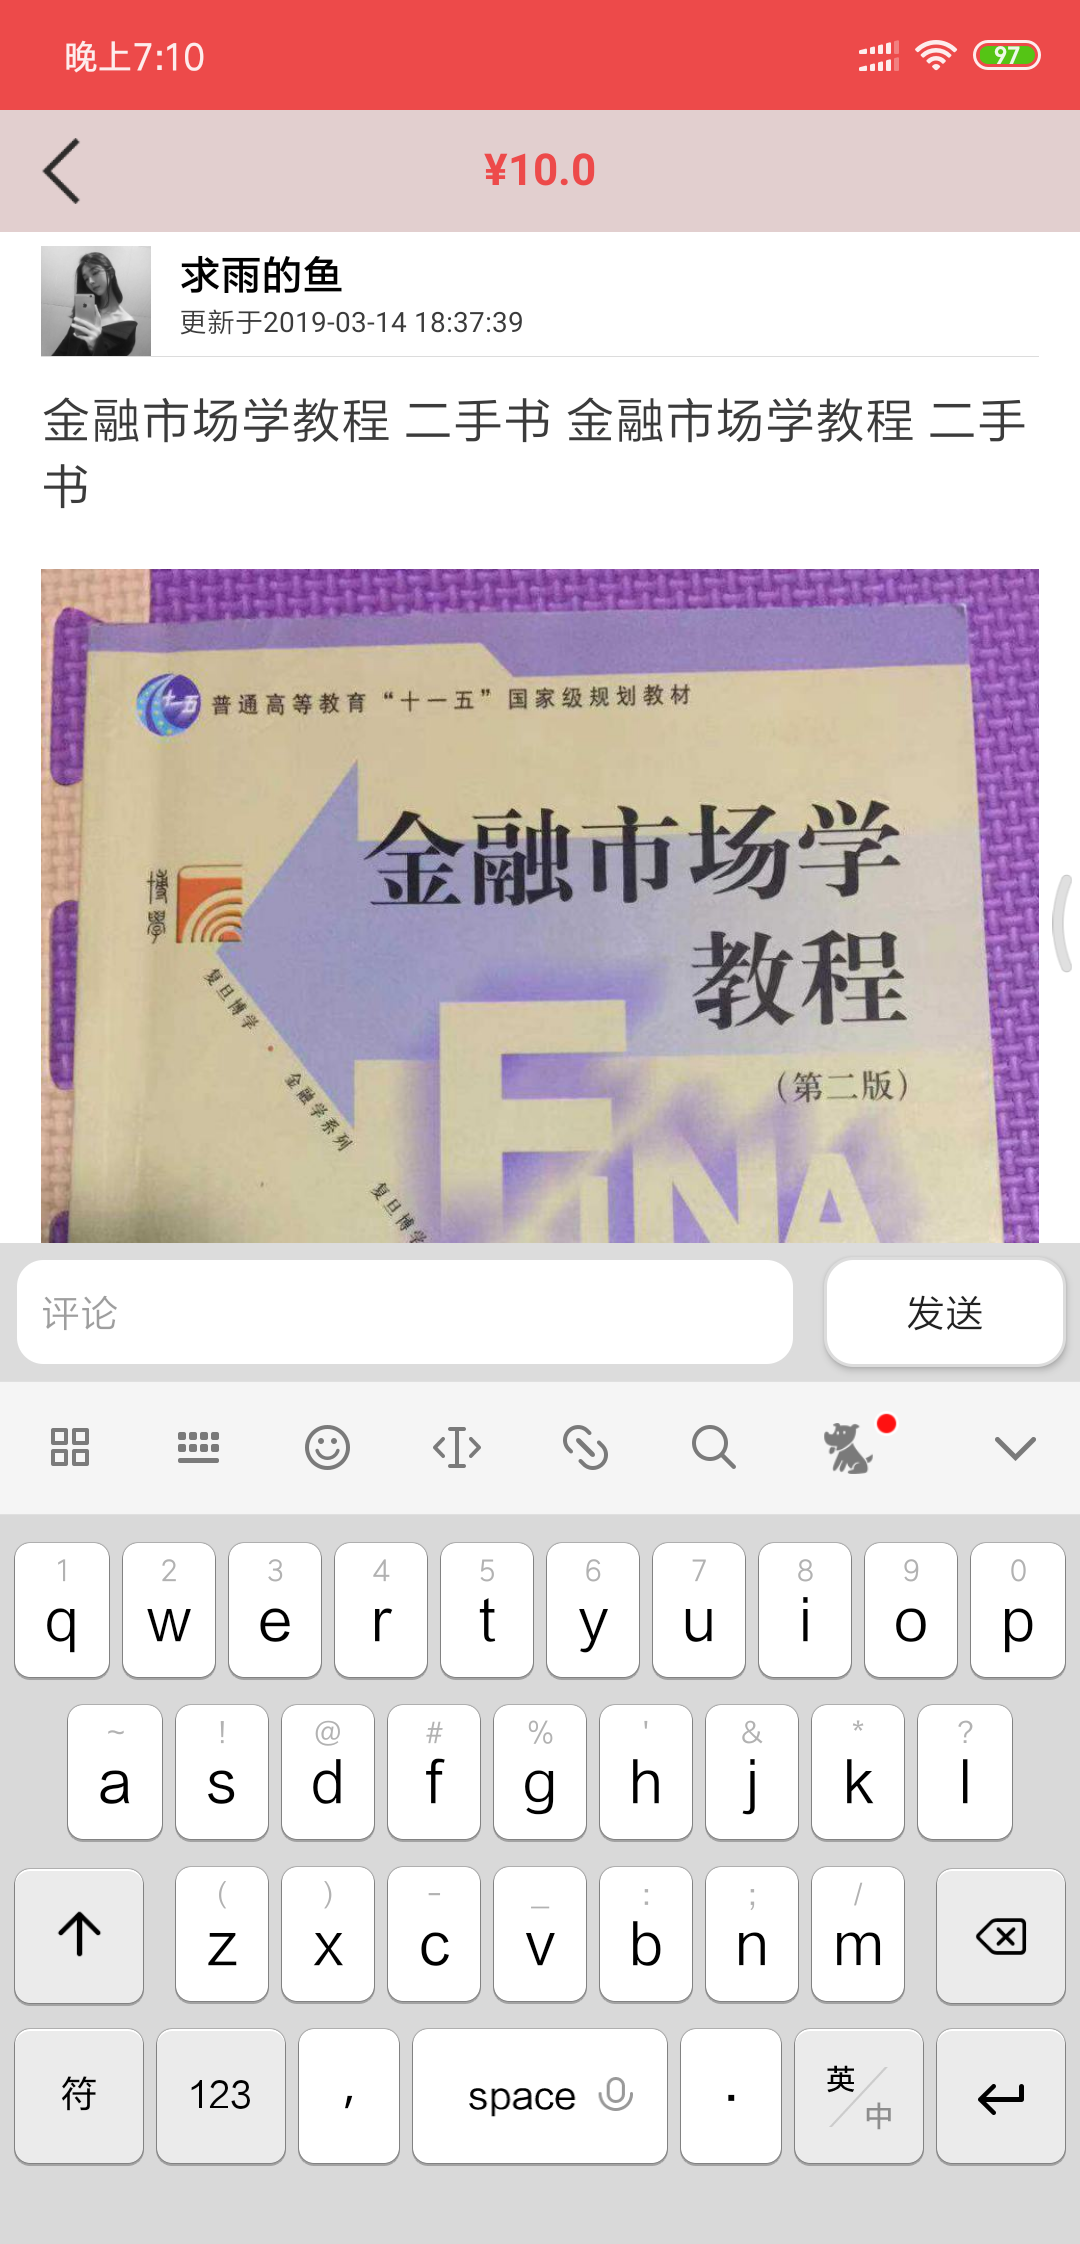 晚上7:10
97
¥10.0
求雨的鱼
更新于2019-03-14 18:37:39
金融市场学教程 二手书 金融市场学教程 二手
书
十一五
普通高等教育“十一五”国家级规划教材
博學
金融市场学
教程
(第二版)
复旦博学
金融学系列
复旦博学
FINA
评论
发送
1 2 3 4 5 6 7 8 9 0
q w e r t y u i o p
~ ! @ # % ' & * ?
a s d f g h j k l
( ) - _ : ; /
z x c v b n m
符 123 , space . 英/中